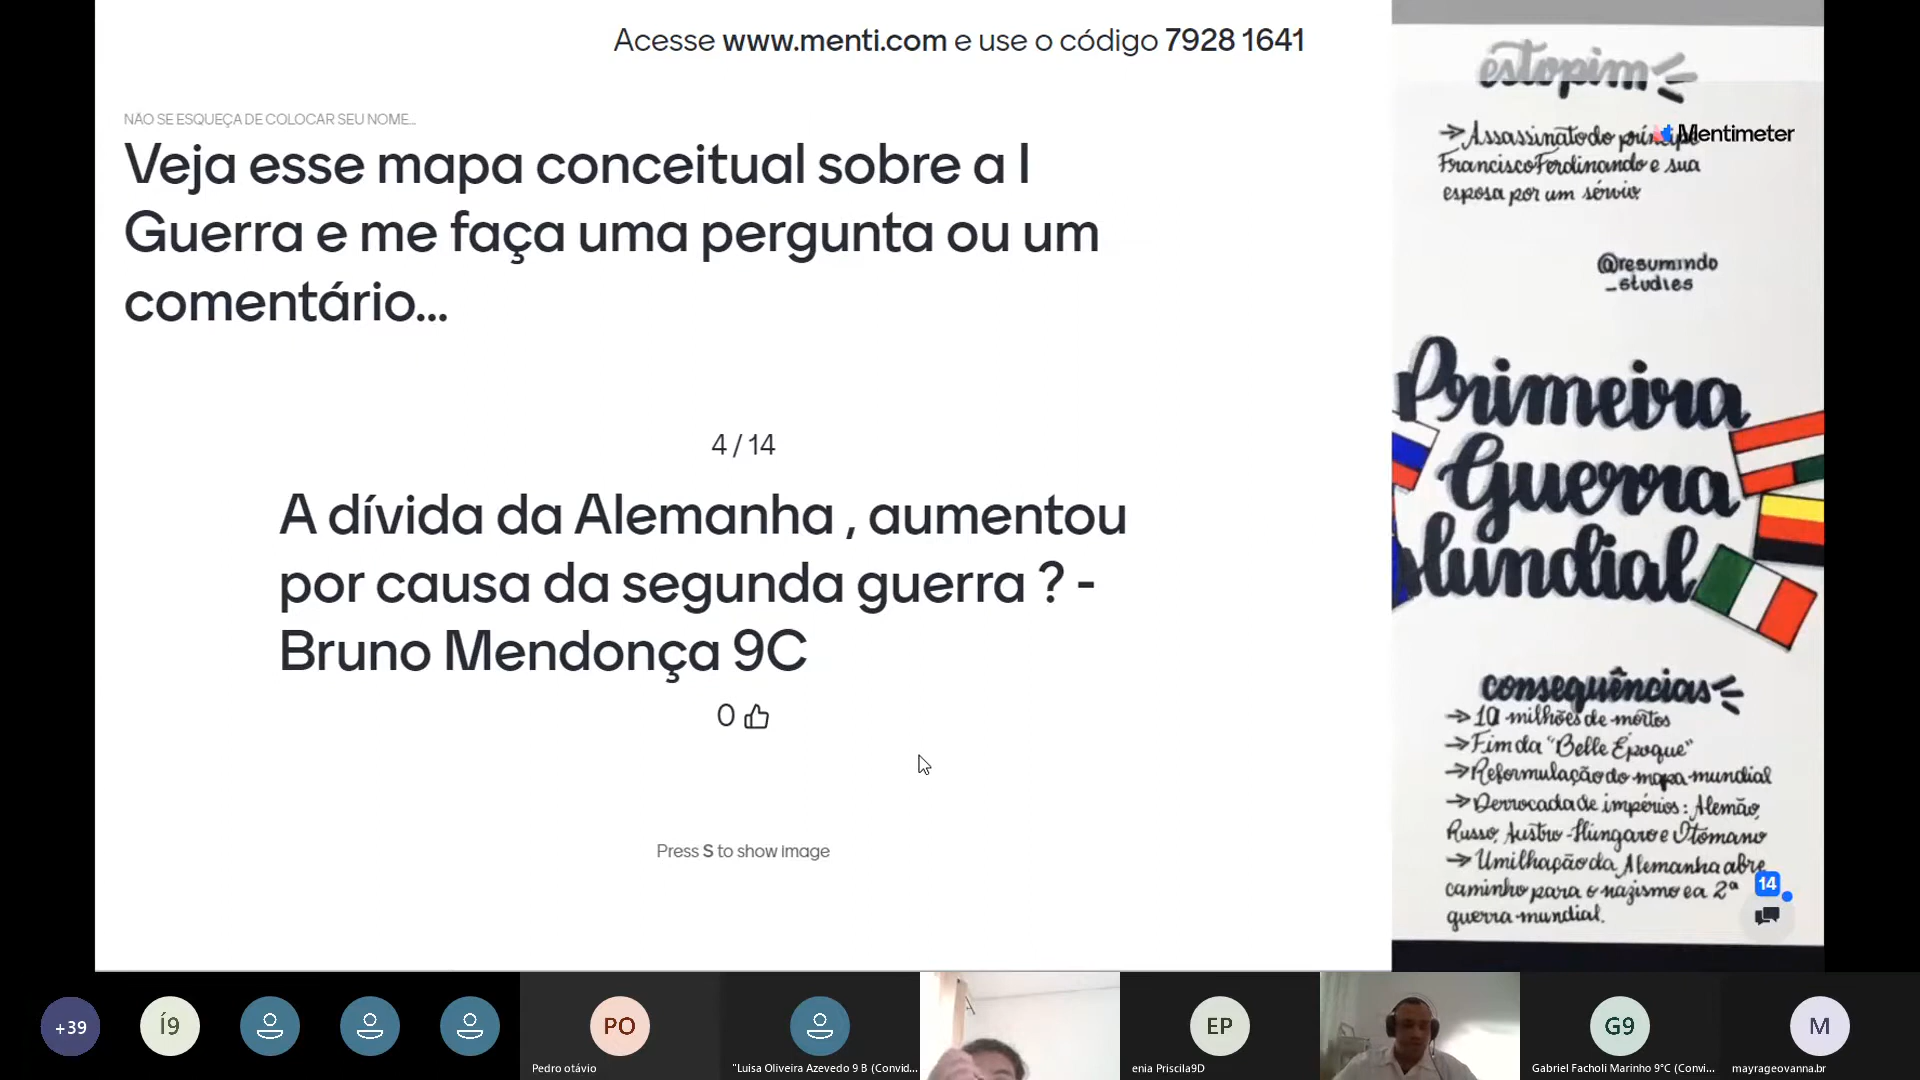 Acesse www.menti.com e use o código 7928 1641
NÃO SE ESQUEÇA DE COLOCAR SEU NOME...
Veja esse mapa conceitual sobre a I
Guerra e me faça uma pergunta ou um
comentário...
4 / 14
A dívida da Alemanha , aumentou
por causa da segunda guerra ? -
Bruno Mendonça 9C
0
Press S to show image
estopim
→ Assassinato do príncipe
Francisco Ferdinando e sua
esposa por um sérvio.
Mentimeter
@resumindo
_studies
Primeira
Guerra
Mundial
consequências
→ 10 milhões de mortos
→ Fim da "Belle Époque"
→ Reformulação do mapa-mundial
→ Derrocada de impérios: Alemão,
Russo, Austro-Húngaro e Otomano
→ Umilhação da Alemanha abre
caminho para o nazismo e a 2ª
guerra mundial.
14
+39
Í9
PO
Pedro otávio
"Luisa Oliveira Azevedo 9 B (Convid...
EP
enia Priscila9D
G9
Gabriel Facholi Marinho 9°C (Convi...
M
mayrageovanna.br